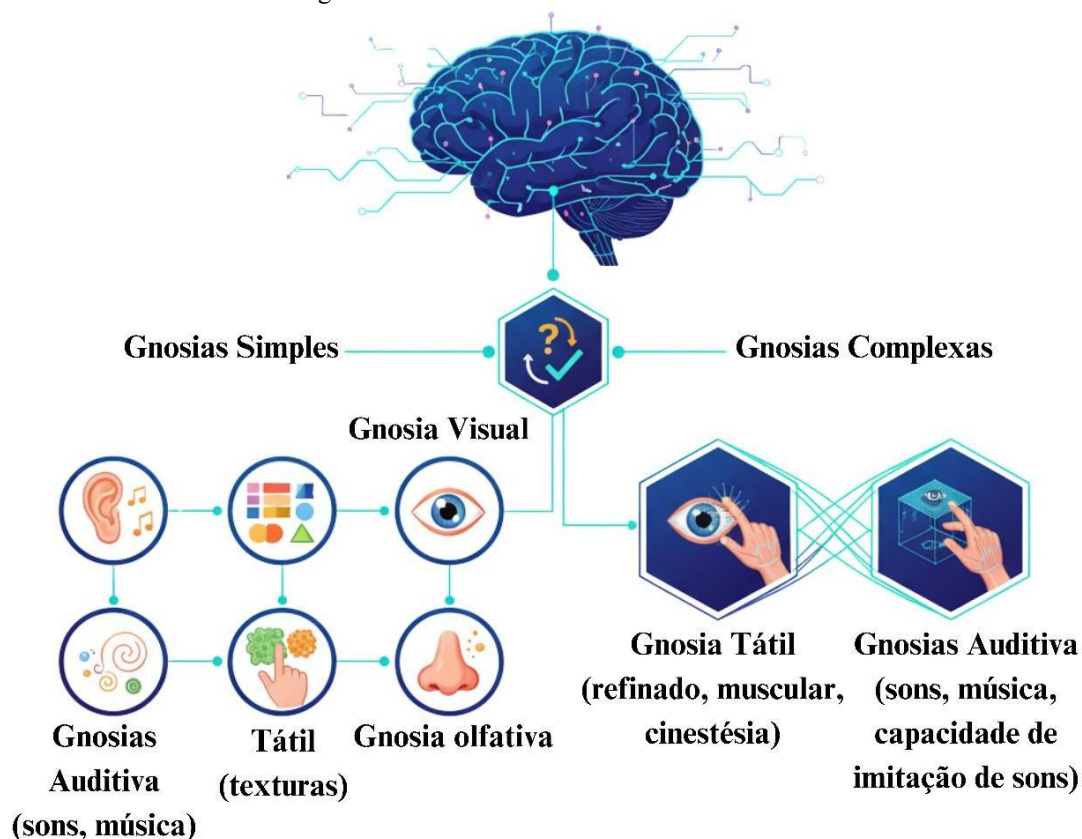 Gnosias Simples
Gnosias Complexas
?
Gnosia Visual
Gnosias
Auditiva
(sons, música)
Tátil
(texturas)
Gnosia olfativa
Gnosia Tátil
(refinado, muscular,
cinestésia)
Gnosias Auditiva
(sons, música,
capacidade de
imitação de sons)